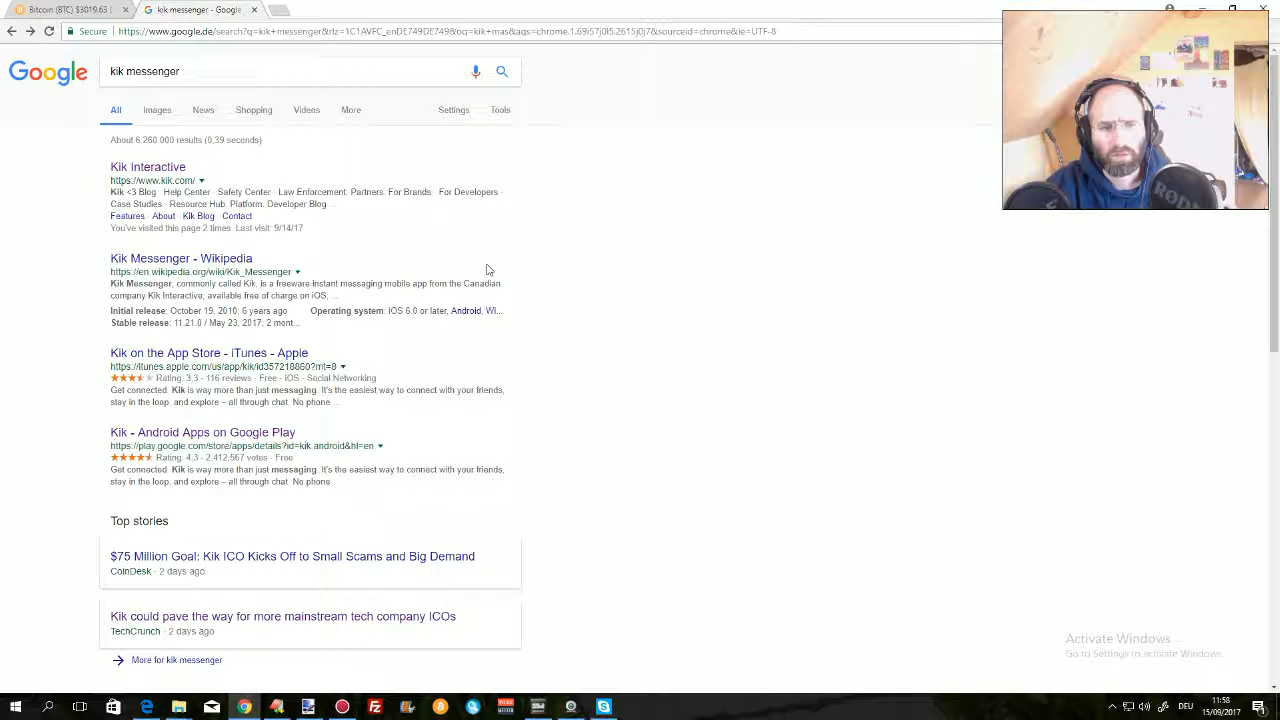 Bitcoin (BTC) $3019.63 (
kik messenger - Google
Secure https://www.google.de/search?q=kik+messenger&rlz=1C1AVFC_enDE749DE749&oq=kik+mas&aqs=chrome.1.69i57j0l5.2615j0j7&sourceid=chrome&ie=UTF-8
Google
kik messenger
All Images News Shopping Videos More Settings Tools
About 6.260.000 results (0,39 seconds)
Kik Interactive
https://www.kik.com/
Kik <3 Blog · Help Center · Safety Center · Law Enforcement. Partners. For Brands · For Developers ·
Case Studies · Resource Hub. Platform. Developer Blog ...
Features · About · Kik Blog · Contact
You've visited this page 2 times. Last visit: 9/14/17
Kik Messenger - Wikipedia
https://en.wikipedia.org/wiki/Kik_Messenger
Kik Messenger, commonly called Kik, is a freeware instant messaging mobile app from the Canadian
company Kik Interactive, available free of charge on iOS, ...
Initial release: October 19, 2010; 6 years ago Operating system: iOS 6.0 or later, Android, Wi...
Stable release: 11.21.0 / May 23, 2017; 2 mont...
Kik on the App Store - iTunes - Apple
https://itunes.apple.com/us/app/kik/id357218860?mt=8
Rating: 3.3 - 116 reviews - Free - iOS - Social Networking
Get connected. Kik is way more than just messaging. It's the easiest way to connect with your friends,
stay in the loop, and explore – all through chat. No phone ...
Kik - Android Apps on Google Play
https://play.google.com/store/apps/details?id=kik.android&hl=en
Rating: 4.3 - 2,412,567 votes - Free
Get connected. Kik is way more than just messaging. It's the easiest way to connect with your friends,
stay in the loop, and explore – all through chat. No phone ...
Top stories
$75 Million Goal: Kik ICO Kicks Off to Small Scams and Big Demand
CoinDesk · 2 days ago
Kik could pave the way for more mainstream tech company ICOs
TechCrunch · 2 days ago
More for kik messenger
RODE
Activate Windows
Go to Settings to activate Windows.
DEU
11:58
15/09/2017